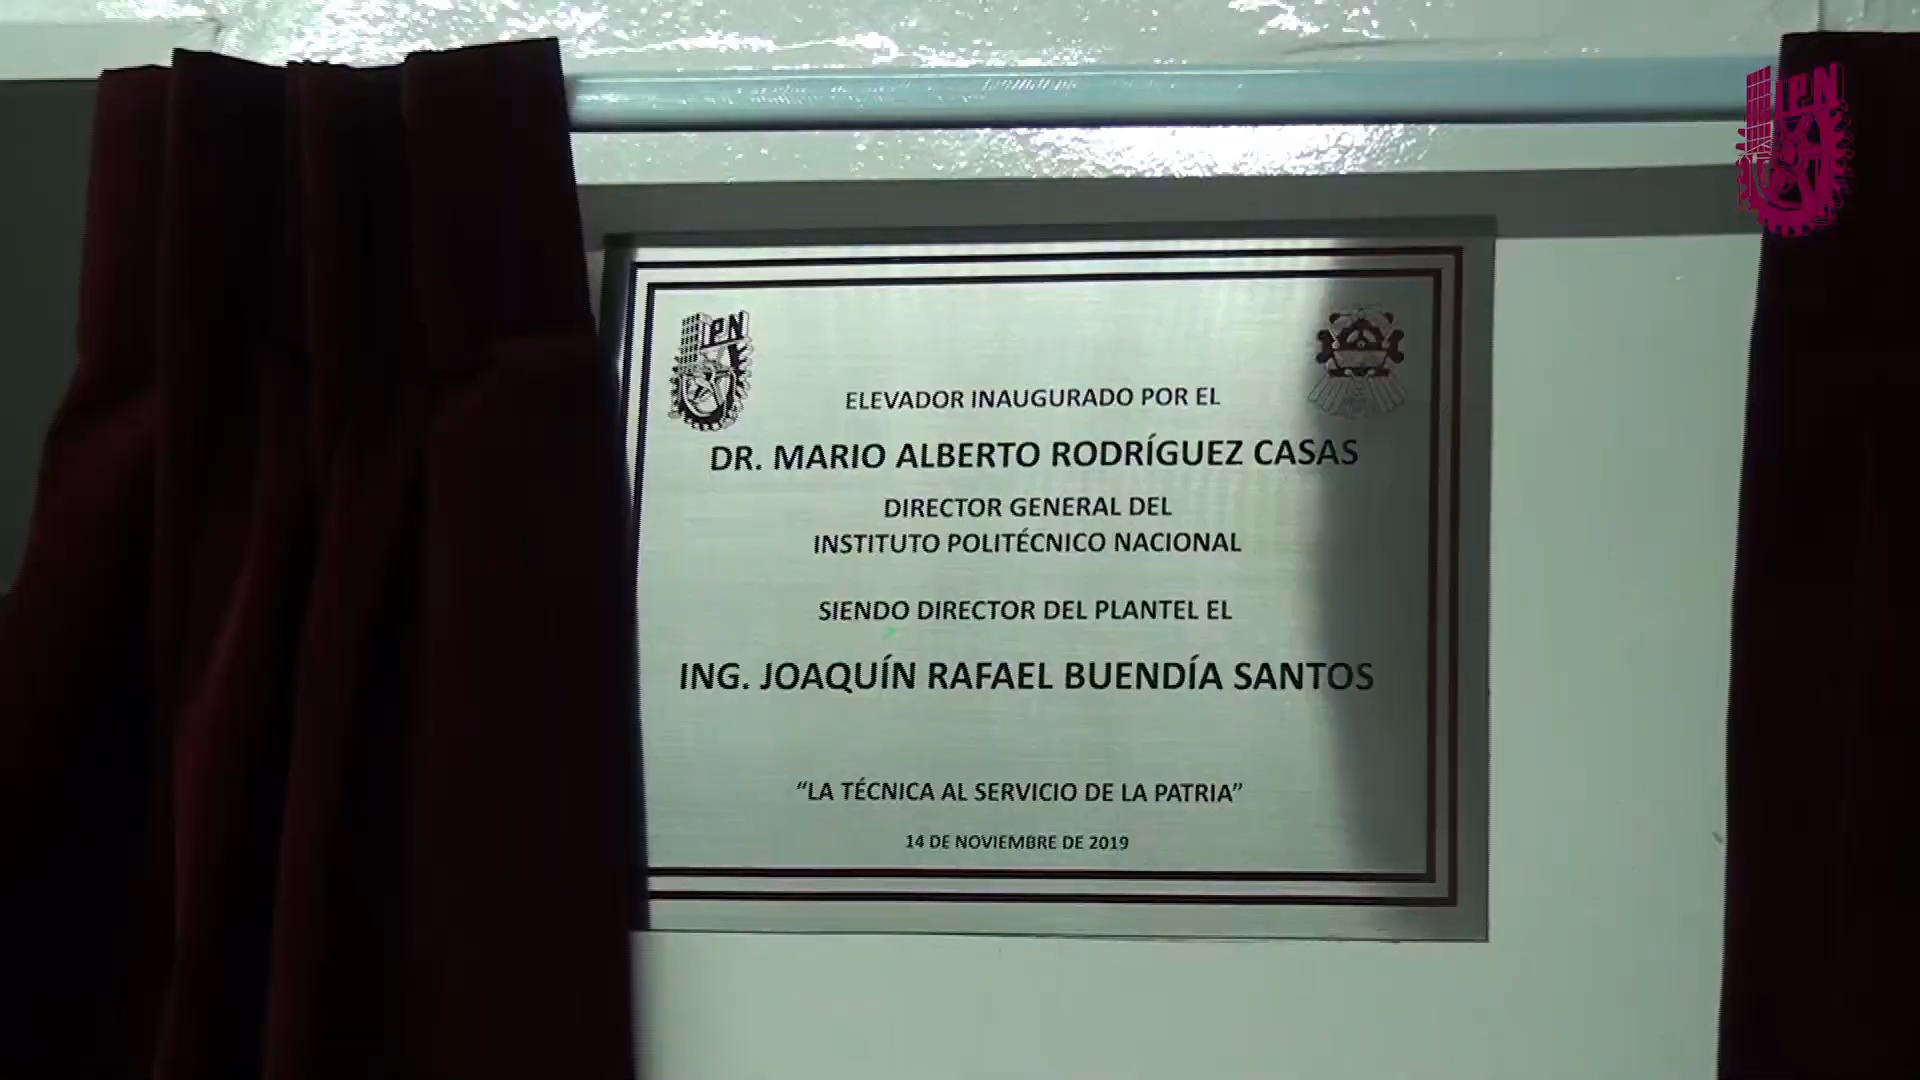 IPN
IPN
ELEVADOR INAUGURADO POR EL
DR. MARIO ALBERTO RODRÍGUEZ CASAS
DIRECTOR GENERAL DEL
INSTITUTO POLITÉCNICO NACIONAL
SIENDO DIRECTOR DEL PLANTEL EL
ING. JOAQUÍN RAFAEL BUENDÍA SANTOS
“LA TÉCNICA AL SERVICIO DE LA PATRIA”
14 DE NOVIEMBRE DE 2019